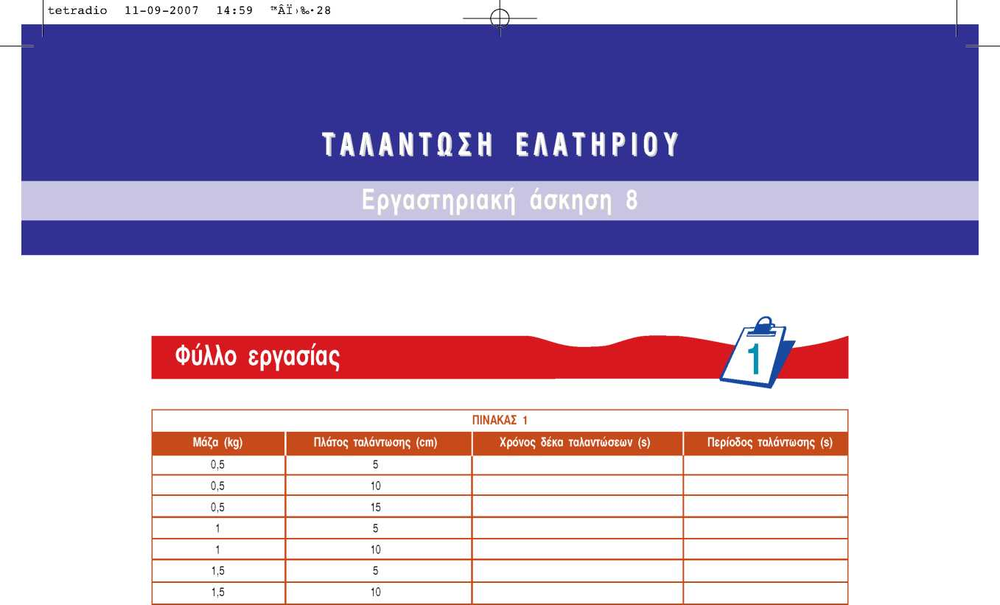 tetradio 11-09-2007 14:59 ™ÂÏ›‰·28
ΤΑΛΑΝΤΩΣΗ ΕΛΑΤΗΡΙΟΥ
Εργαστηριακή άσκηση 8
Φύλλο εργασίας
1
ΠΙΝΑΚΑΣ 1
Μάζα (kg) Πλάτος ταλάντωσης (cm) Χρόνος δέκα ταλαντώσεων (s) Περίοδος ταλάντωσης (s)
0,5 5
0,5 10
0,5 15
1 5
1 10
1,5 5
1,5 10